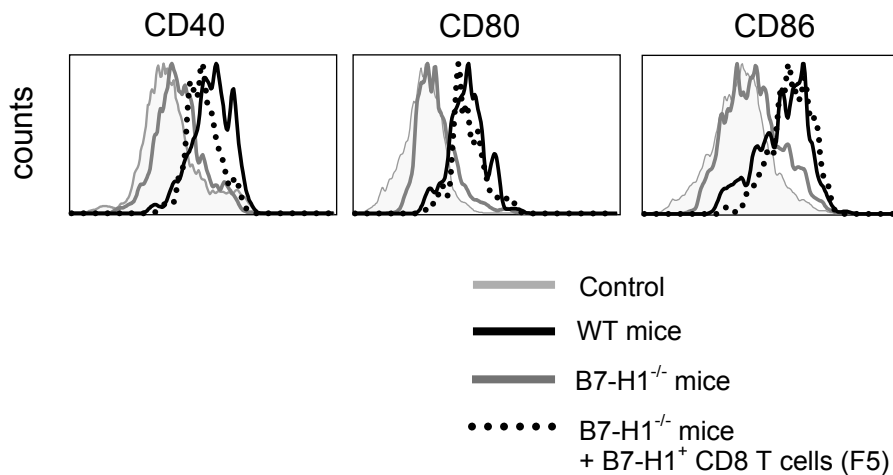 CD40
CD80
CD86
counts
Control
WT mice
B7-H1⁻/⁻ mice
B7-H1⁻/⁻ mice
+ B7-H1⁺ CD8 T cells (F5)